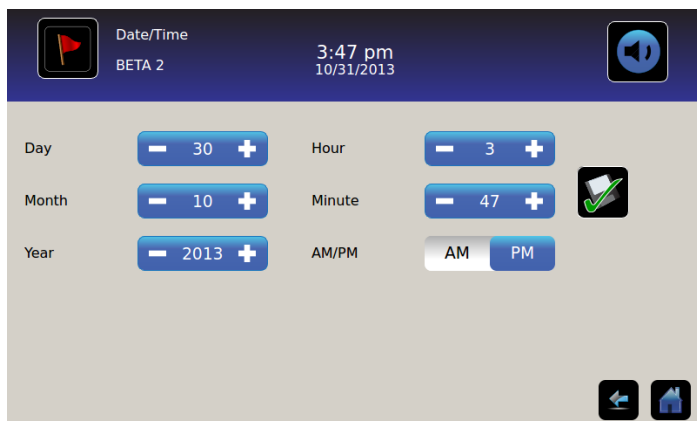 Date/Time
BETA 2
3:47 pm
10/31/2013
Day 30 Hour 3
Month 10 Minute 47
Year 2013 AM/PM AM PM